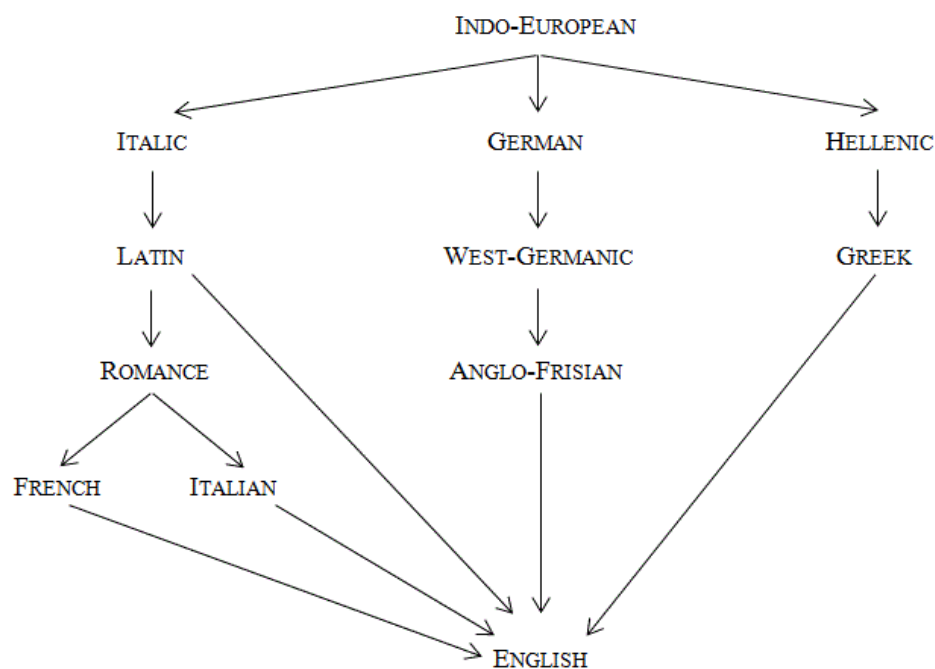 INDO-EUROPEAN
ITALIC GERMAN HELLENIC
LATIN WEST-GERMANIC GREEK
ROMANCE ANGLO-FRISIAN
FRENCH ITALIAN
ENGLISH